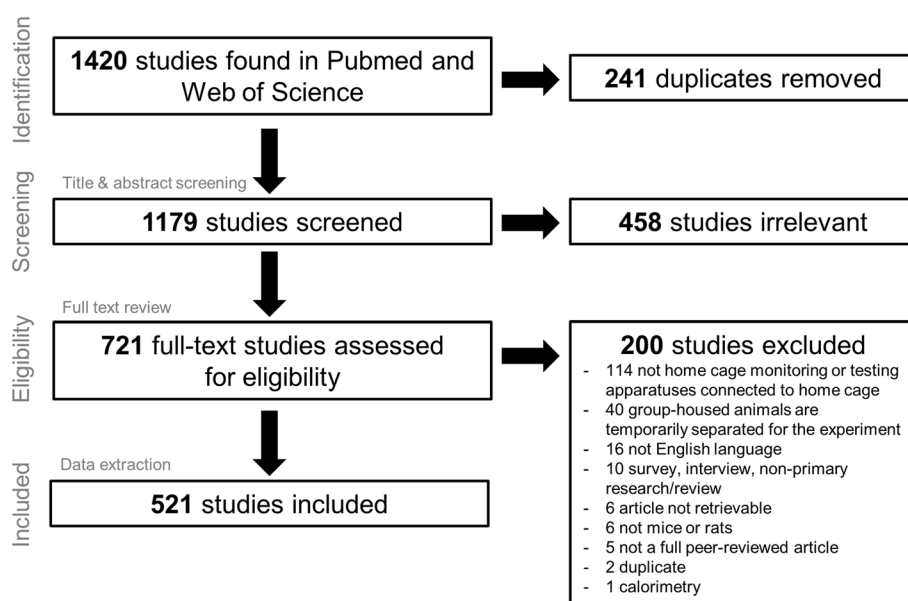 Identification
1420 studies found in Pubmed and
Web of Science
241 duplicates removed
Screening
Title & abstract screening
1179 studies screened
458 studies irrelevant
Eligibility
Full text review
721 full-text studies assessed
for eligibility
200 studies excluded
- 114 not home cage monitoring or testing
apparatuses connected to home cage
- 40 group-housed animals are
temporarily separated for the experiment
- 16 not English language
- 10 survey, interview, non-primary
research/review
- 6 article not retrievable
- 6 not mice or rats
- 5 not a full peer-reviewed article
- 2 duplicate
- 1 calorimetry
Included
Data extraction
521 studies included